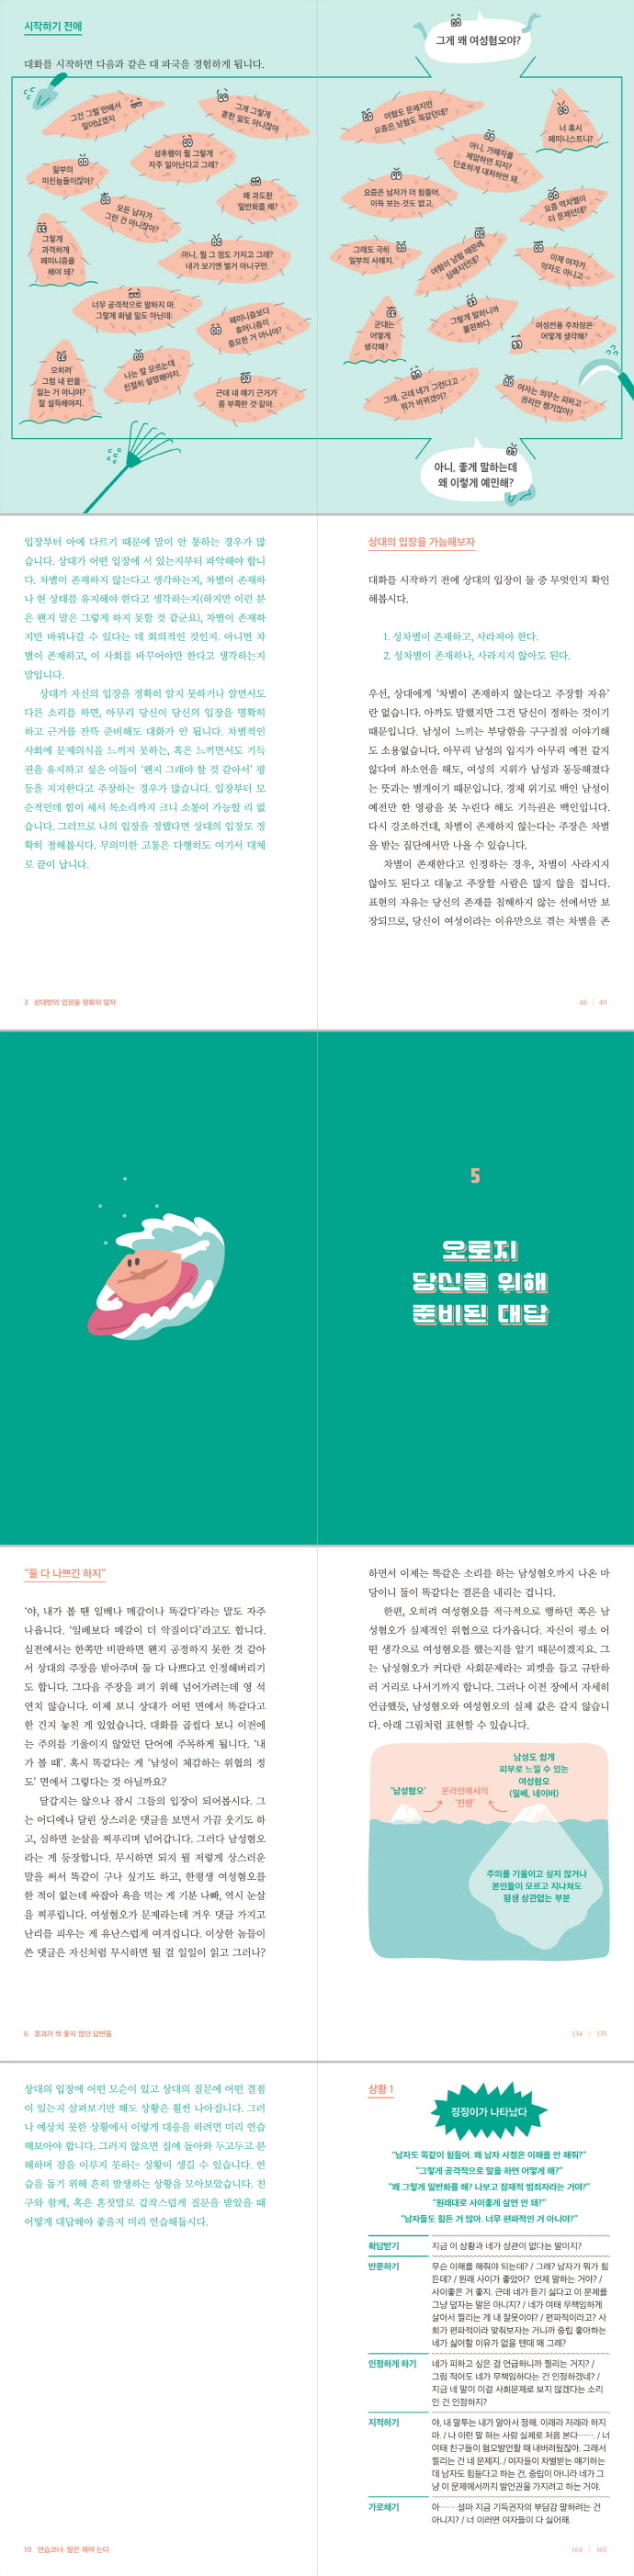 시작하기 전에
대화를 시작하면 다음과 같은 대 파국을 경험하게 됩니다.
그게 왜 여성혐오야?
그건 그럴 만해서
일어났겠지
그게 그렇게
흔한 일도 아니잖아
성추행이 뭘 그렇게
자주 일어난다고 그래?
일부의
미친놈들이잖아?
모든 남자가
그런 건 아니잖아?
왜 과도한
일반화를 해?
그렇게
과격하게
페미니즘을
해야 돼?
아니, 뭘 그 정도 가지고 그래?
내가 보기엔 별거 아니구만.
너무 공격적으로 말하지 마.
그렇게 화낼 일도 아닌데.
페미니즘보다
휴머니즘이
중요한 거 아니야?
오히려
그럼 네 편을
잃는 거 아니야?
잘 설득해야지.
나는 잘 모르는데
친절히 설명해야지.
근데 네 얘기 근거가
좀 부족한 것 같아.
여혐도 문제지만
요즘은 남혐도 똑같던데?
너 혹시
페미니스트니?
아니, 가해자를
제압하면 되지?
단호하게 대처하면 돼.
요즘은 남자가 더 힘들어.
이득 보는 것도 없고.
요즘 역차별이
더 문제던데?
그래도 극히
일부의 사례지.
여혐이 남혐 때문에
심해지던데?
이제 여자가
약자도 아니고…
군대는
어떻게
생각해?
그렇게 말하니까
불편하다.
여성전용 주차장은
어떻게 생각해?
그래, 근데 네가 그런다고
뭐가 바뀌겠어?
여자는 의무는 피하고
권리만 챙기잖아?
아니, 좋게 말하는데
왜 이렇게 예민해?
입장부터 아예 다르기 때문에 말이 안 통하는 경우가 많
습니다. 상대가 어떤 입장에 서 있는지부터 파악해야 합니
다. 차별이 존재하지 않는다고 생각하는지, 차별이 존재하
나 현 상태를 유지해야 한다고 생각하는지(하지만 이런 분
은 왠지 말은 그렇게 하지 못할 것 같군요), 차별이 존재하
지만 바꿔나갈 수 있다는 데 회의적인 것인지. 아니면 차
별이 존재하고, 이 사회를 바꾸어야만 한다고 생각하는지
말입니다.
상대가 자신의 입장을 정확히 알지 못하거나 알면서도
다른 소리를 하면, 아무리 당신이 당신의 입장을 명확히
하고 근거를 잔뜩 준비해도 대화가 안 됩니다. 차별적인
사회에 문제의식을 느끼지 못하는, 혹은 느끼면서도 기득
권을 유지하고 싶은 이들이 ‘왠지 그래야 할 것 같아서’ 평
등을 지지한다고 주장하는 경우가 많습니다. 입장부터 모
순적인데 힘이 세서 목소리까지 크니 소통이 가능할 리 없
습니다. 그러므로 나의 입장을 정했다면 상대의 입장도 정
확히 정해봅시다. 무의미한 고통은 다행히도 여기서 대체
로 끝이 납니다.
3 상대방의 입장을 명확히 알자
상대의 입장을 가늠해보자
대화를 시작하기 전에 상대의 입장이 둘 중 무엇인지 확인
해봅시다.
1. 성차별이 존재하고, 사라져야 한다.
2. 성차별이 존재하나, 사라지지 않아도 된다.
우선, 상대에게 ‘차별이 존재하지 않는다고 주장할 자유’
란 없습니다. 아까도 말했지만 그건 당신이 정하는 것이기
때문입니다. 남성이 느끼는 부당함을 구구절절 이야기해
도 소용없습니다. 아무리 남성의 입지가 아무리 예전 같지
않다며 하소연을 해도, 여성의 지위가 남성과 동등해졌다
는 뜻과는 별개이기 때문입니다. 경제 위기로 백인 남성이
예전만 한 영광을 못 누린다 해도 기득권은 백인입니다.
다시 강조하건대, 차별이 존재하지 않는다는 주장은 차별
을 받는 집단에서만 나올 수 있습니다.
차별이 존재한다고 인정하는 경우, 차별이 사라지지
않아도 된다고 대놓고 주장할 사람은 많지 않을 겁니다.
표현의 자유는 당신의 존재를 침해하지 않는 선에서만 보
장되므로, 당신이 여성이라는 이유만으로 겪는 차별을 존
48 | 49
5
오로지
당신을 위해
준비된 대답
“둘 다 나쁘긴 하지”
‘야, 내가 볼 땐 일베나 메갈이나 똑같다’라는 말도 자주
나옵니다. ‘일베보다 메갈이 더 악질이다’라고도 합니다.
실전에서는 한쪽만 비판하면 왠지 공정하지 못한 것 같아
서 상대의 주장을 받아주며 둘 다 나쁘다고 인정해버리기
도 합니다. 그다음 주장을 펴기 위해 넘어가려는데 영 석
연치 않습니다. 이제 보니 상대가 어떤 면에서 똑같다고
한 건지 놓친 게 있었습니다. 대화를 곱씹다 보니 이전에
는 주의를 기울이지 않았던 단어에 주목하게 됩니다. ‘내
가 볼 때’. 혹시 똑같다는 게 ‘남성이 체감하는 위협의 정
도’ 면에서 그렇다는 것 아닐까요?
달갑지는 않으나 잠시 그들의 입장이 되어봅시다. 그
는 어디에나 달린 상스러운 댓글을 보면서 가끔 웃기도 하
고, 심하면 눈살을 찌푸리며 넘어갑니다. 그러다 남성혐오
라는 게 등장합니다. 무시하면 되지 뭘 저렇게 상스러운
말을 써서 똑같이 구나 싶기도 하고, 한평생 여성혐오를
한 적이 없는데 싸잡아 욕을 먹는 게 기분 나빠, 역시 눈살
을 찌푸립니다. 여성혐오가 문제라는데 겨우 댓글 가지고
난리를 피우는 게 유난스럽게 여겨집니다. 이상한 놈들이
쓴 댓글은 자신처럼 무시하면 될 걸 일일이 읽고 그러나?
6 효과가 썩 좋지 않던 답변들
하면서 이제는 똑같은 소리를 하는 남성혐오까지 나온 마
당이니 둘이 똑같다는 결론을 내리는 겁니다.
한편, 오히려 여성혐오를 적극적으로 행하던 쪽은 남
성혐오가 실제적인 위협으로 다가옵니다. 자신이 평소 어
떤 생각으로 여성혐오를 했는지를 알기 때문이겠지요. 그
는 남성혐오가 커다란 사회문제라는 피켓을 들고 규탄하
러 거리로 나서기까지 합니다. 그러나 이전 장에서 자세히
언급했듯, 남성혐오와 여성혐오의 실제 값은 같지 않습니
다. 아래 그림처럼 표현할 수 있습니다.
‘남성혐오’
온라인에서의
‘전쟁’
남성도 쉽게
피부로 느낄 수 있는
여성혐오
(일베, 네이버)
주의를 기울이고 싶지 않거나
본인들이 모르고 지나쳐도
평생 상관없는 부분
134 | 135
상대의 입장에 어떤 모순이 있고 상대의 질문에 어떤 결점
이 있는지 살펴보기만 해도 상황은 훨씬 나아집니다. 그러
나 예상치 못한 상황에서 이렇게 대응을 하려면 미리 연습
해보아야 합니다. 그러지 않으면 집에 돌아와 두고두고 분
해하며 잠을 이루지 못하는 상황이 생길 수 있습니다. 연
습을 돕기 위해 흔히 발생하는 상황을 모아보았습니다. 친
구와 함께, 혹은 혼잣말로 갑작스럽게 질문을 받았을 때
어떻게 대답해야 좋을지 미리 연습해둡시다.
10 연습코너: 말은 해야 는다
상황 1
징징이가 나타났다
“남자도 똑같이 힘들어. 왜 남자 사정은 이해를 안 해줘?”
“그렇게 공격적으로 말을 하면 어떻게 해?”
“왜 그렇게 일반화를 해? 나보고 잠재적 범죄자라는 거야?”
“원래대로 사이좋게 살면 안 돼?”
“남자들도 힘든 거 많아. 너무 편파적인 거 아니야?”
확답받기
지금 이 상황과 네가 상관이 없다는 말이지?
반문하기
무슨 이해를 해줘야 되는데? / 그래? 남자가 뭐가 힘
든데? / 원래 사이가 좋았어? 언제 말하는 거야? /
사이좋은 거 좋지. 근데 네가 듣기 싫다고 이 문제를
그냥 덮자는 말은 아니지? / 네가 여태 무책임하게
살아서 찔리는 게 내 잘못이야? / 편파적이라고? 사
회가 편파적이라 맞춰보자는 거니까 중립 좋아하는
네가 싫어할 이유가 없을 텐데 왜 그래?
인정하게 하기
네가 피하고 싶은 걸 언급하니까 찔리는 거지? /
그럼 적어도 네가 무책임하다는 건 인정하겠네? /
지금 네 말이 이걸 사회문제로 보지 않겠다는 소리
인 건 인정하지?
지적하기
야, 내 말투는 내가 알아서 정해. 이래라 저래라 하지
마. / 나 이런 말 하는 사람 실제로 처음 본다……. / 너
여태 친구들이 혐오발언할 때 내버려뒀잖아. 그래서
찔리는 건 네 문제지. / 여자들이 차별받는 얘기하는
데 남자도 힘들다고 하는 건, 중립이 아니라 네가 그
냥 이 문제에서까지 발언권을 가지려고 하는 거야.
가로채기
아…… 설마 지금 기득권자의 부담감 말하려는 건
아니지? / 너 이러면 여자들이 다 싫어해.
164 | 165